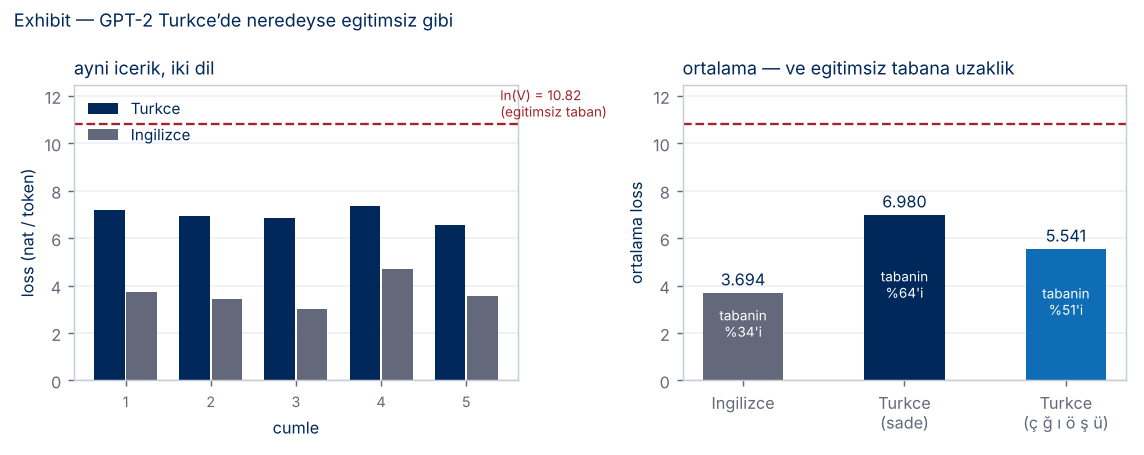 Exhibit — GPT-2 Turkce’de neredeyse egitimsiz gibi
ayni icerik, iki dil
ln(V) = 10.82
(egitimsiz taban)
Turkce
Ingilizce
12
10
8
6
4
2
0
loss (nat / token)
1 2 3 4 5
cumle
ortalama — ve egitimsiz tabana uzaklik
12
10
8
6
4
2
0
ortalama loss
3.694
6.980
5.541
tabanin
%34'i
tabanin
%64'i
tabanin
%51'i
Ingilizce
Turkce
(sade)
Turkce
(ç ğ ı ö ş ü)